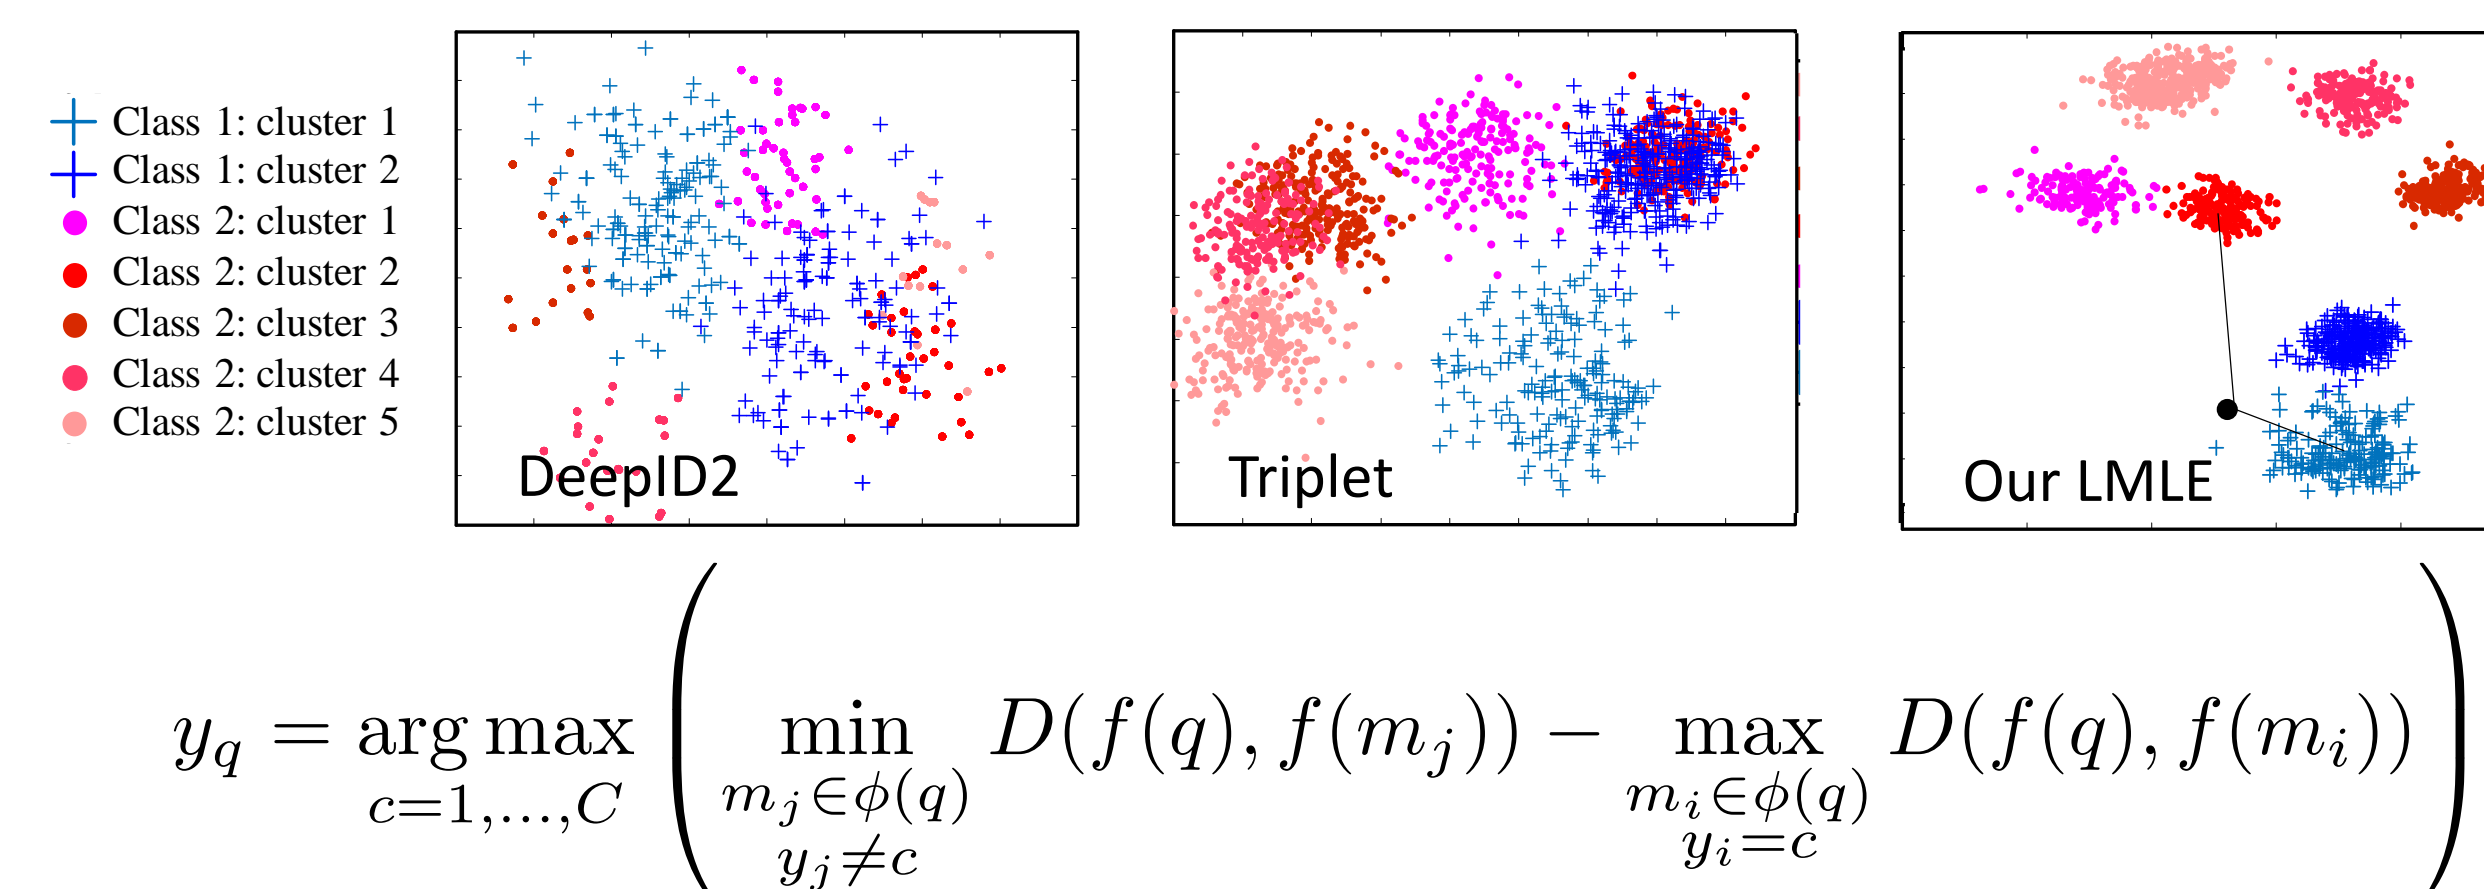 Class 1: cluster 1
Class 1: cluster 2
Class 2: cluster 1
Class 2: cluster 2
Class 2: cluster 3
Class 2: cluster 4
Class 2: cluster 5
DeepID2
Triplet
Our LMLE
y_q = arg max_{c=1,...,C} ( min_{m_j∈ϕ(q), y_j≠c} D(f(q), f(m_j)) − max_{m_i∈ϕ(q), y_i=c} D(f(q), f(m_i)) )